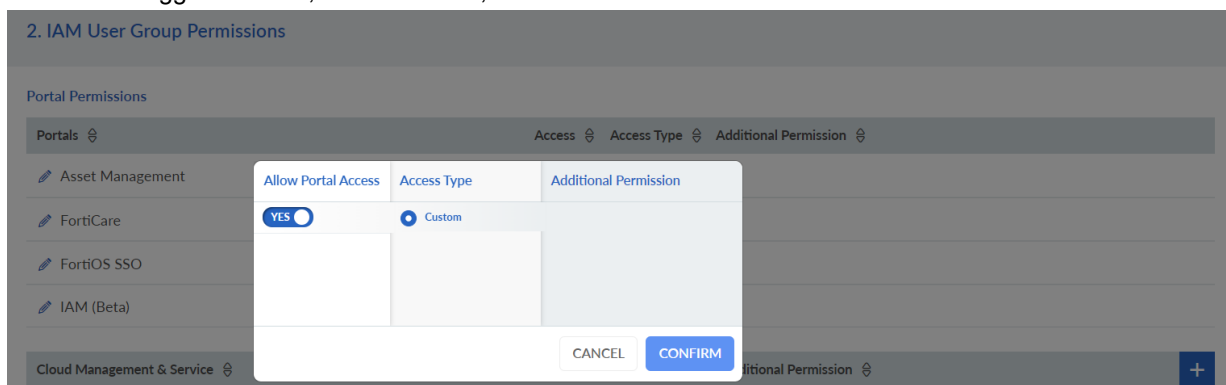 2. IAM User Group Permissions
Portal Permissions
Portals Access Access Type Additional Permission
Asset Management
FortiCare
FortiOS SSO
IAM (Beta)
Allow Portal Access Access Type Additional Permission
YES Custom
CANCEL CONFIRM
Cloud Management & Service ditional Permission +